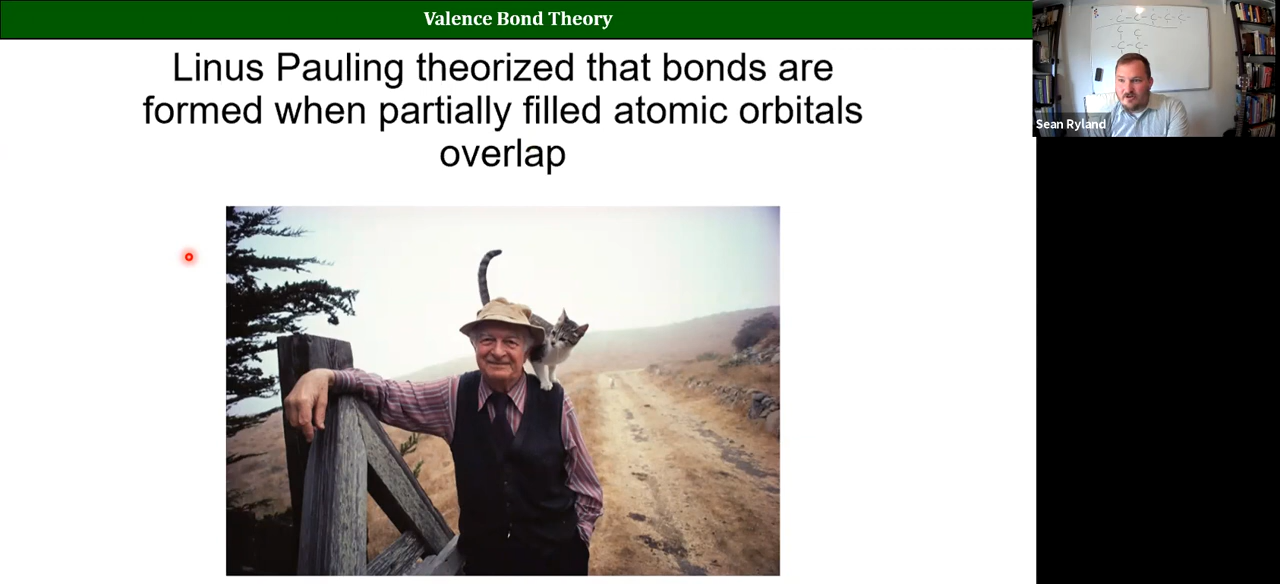 Valence Bond Theory
Linus Pauling theorized that bonds are
formed when partially filled atomic orbitals
overlap
Sean Ryland